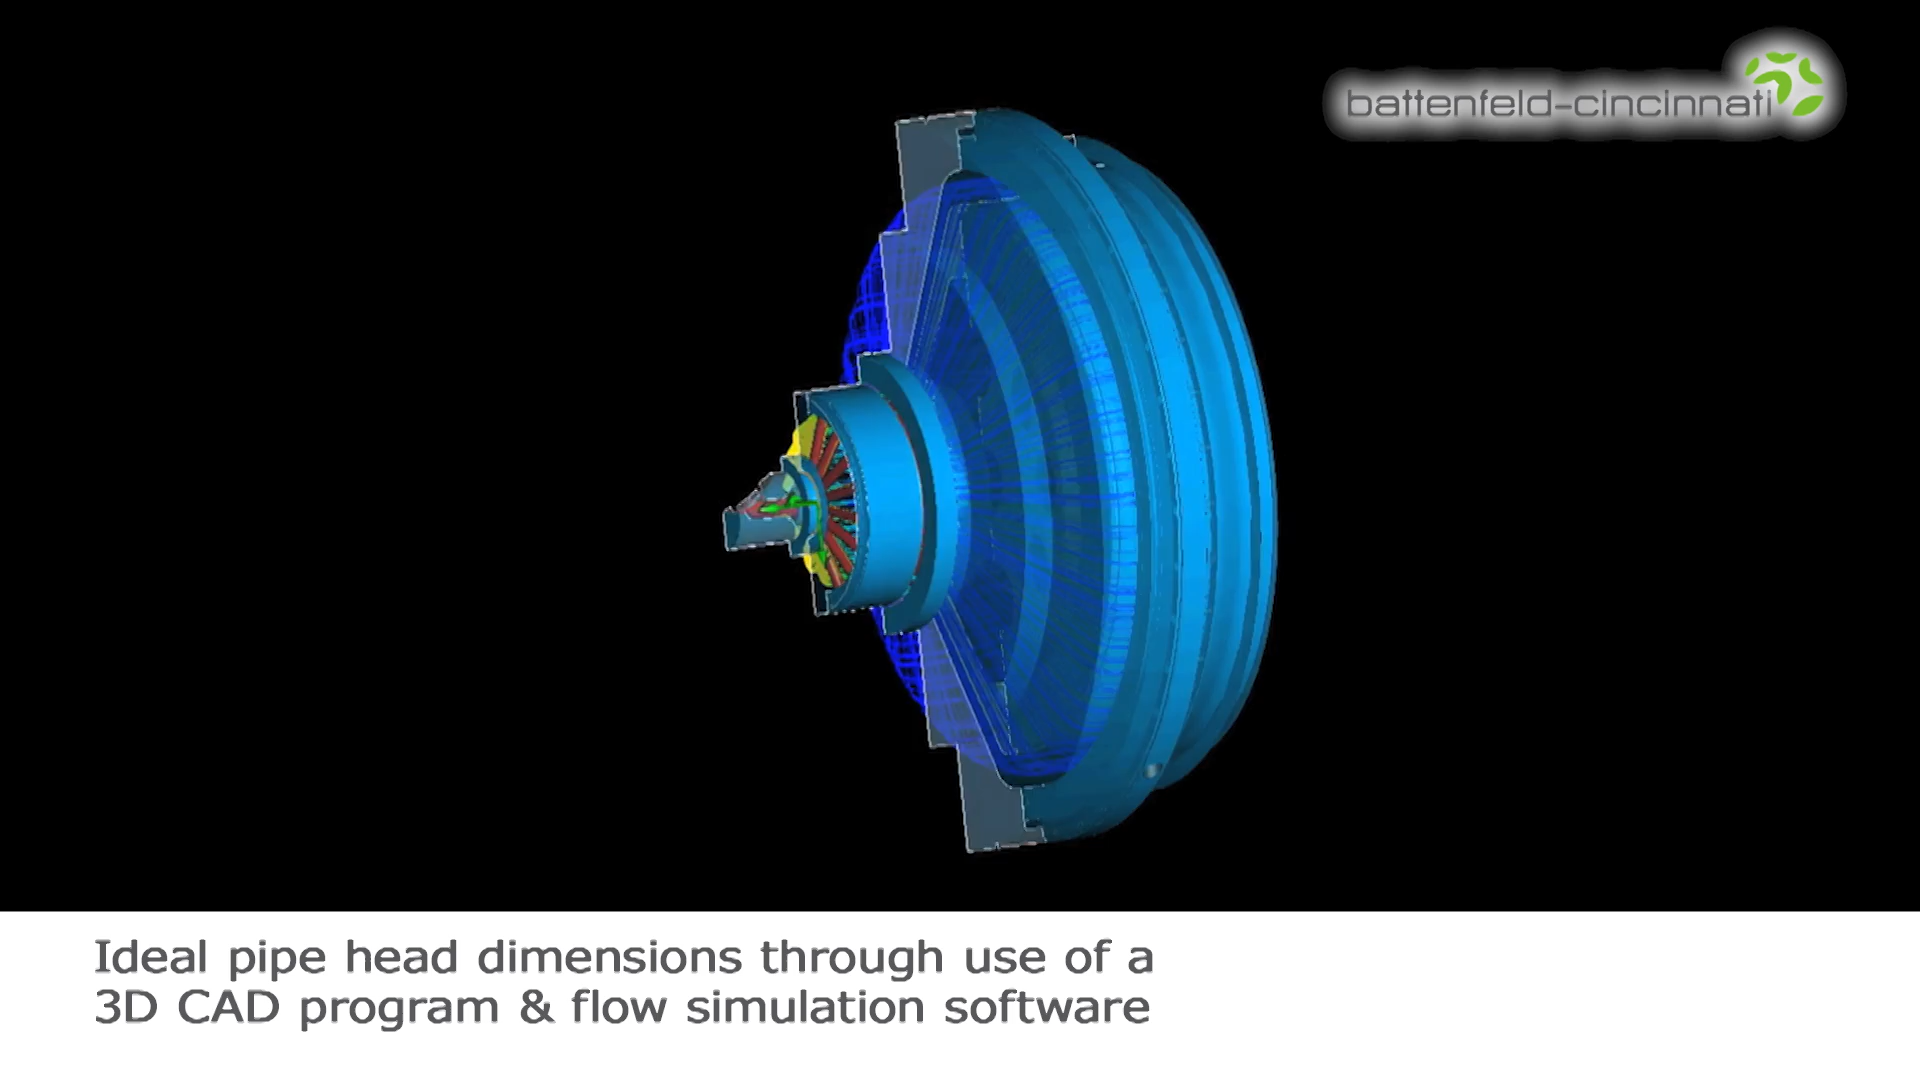 battenfeld-cincinnati
Ideal pipe head dimensions through use of a
3D CAD program & flow simulation software